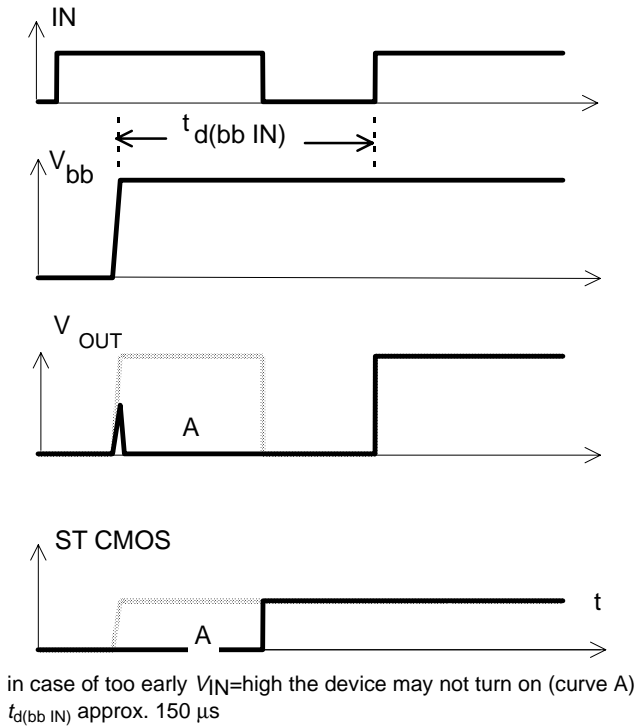 IN
t d(bb IN)
V bb
V OUT
A
ST CMOS
t
A
in case of too early VIN=high the device may not turn on (curve A)
td(bb IN) approx. 150 μs